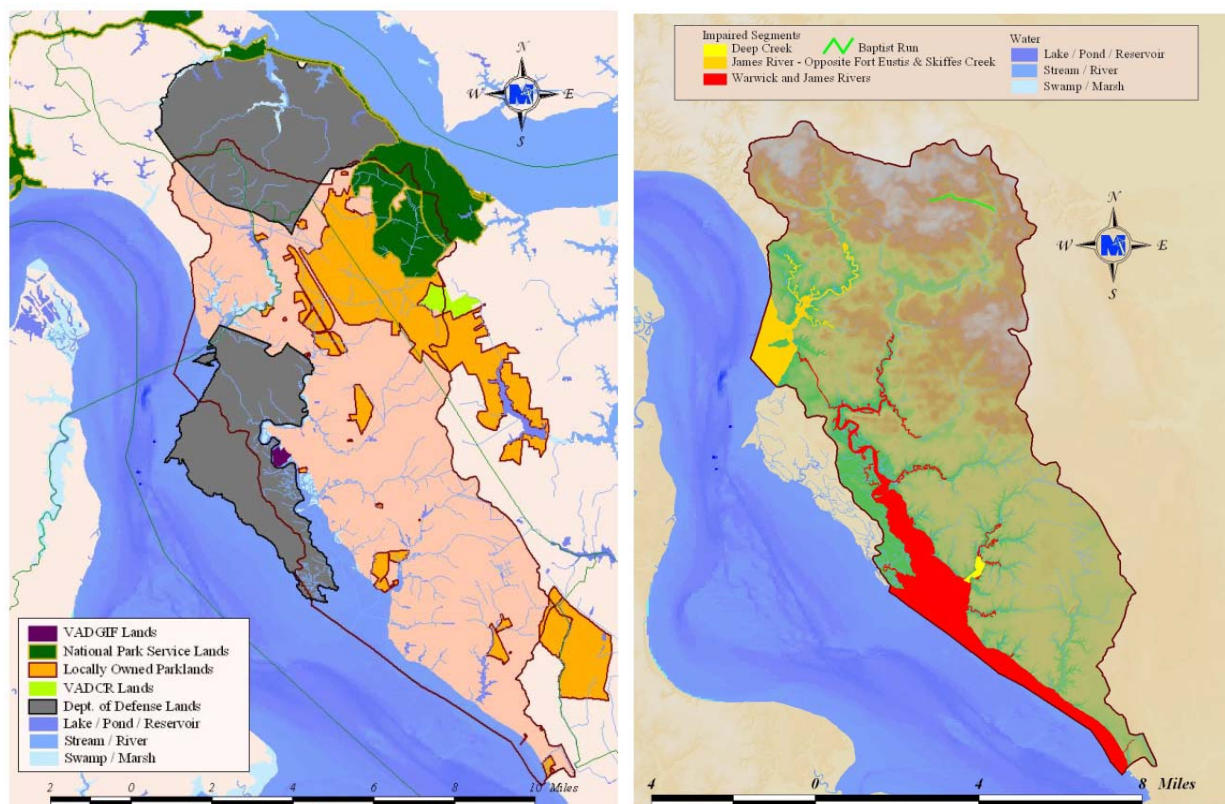 N
W
E
S
M
VADGIF Lands
National Park Service Lands
Locally Owned Parklands
VADCR Lands
Dept. of Defense Lands
Lake / Pond / Reservoir
Stream / River
Swamp / Marsh
2 0 2 4 6 8 10 Miles
Impaired Segments
Deep Creek
Baptist Run
James River - Opposite Fort Eustis & Skiffes Creek
Warwick and James Rivers
Water
Lake / Pond / Reservoir
Stream / River
Swamp / Marsh
N
W
E
S
M
4 0 4 8 Miles